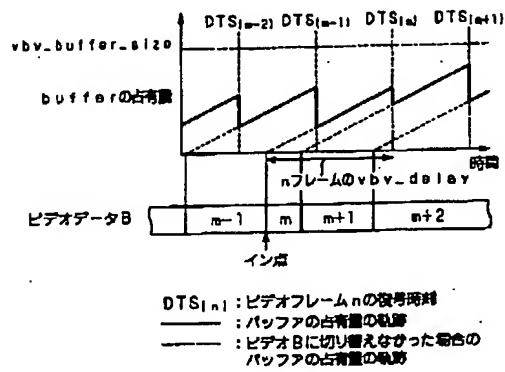 DTS[m-2] DTS[m-1] DTS[m] DTS[m+1]
vbv_buffer_size
bufferの占有量
時間
nフレームのvbv_delay
ビデオデータB
m-1 m m+1 m+2
イン点
DTS[n]:ビデオフレームnの復号時刻
:バッファの占有量の軌跡
:ビデオBに切り替えなかった場合の
バッファの占有量の軌跡